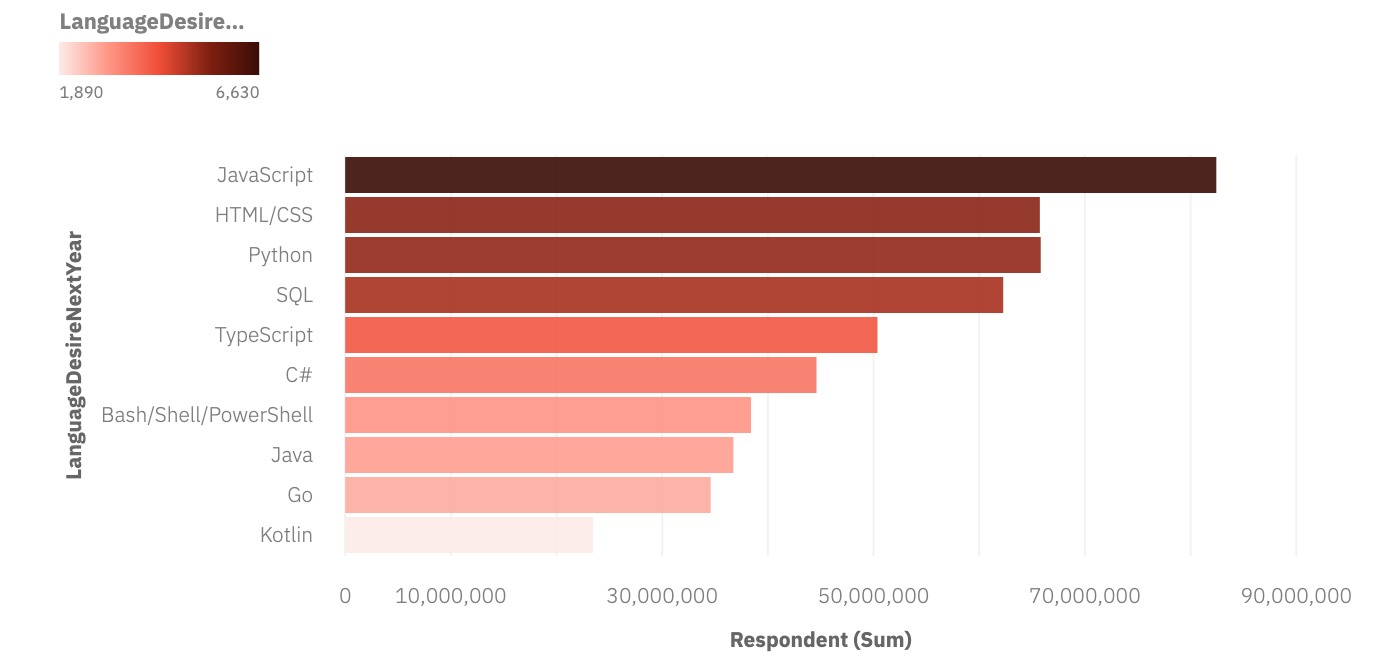 LanguageDesire...
1,890 6,630
LanguageDesireNextYear
JavaScript
HTML/CSS
Python
SQL
TypeScript
C#
Bash/Shell/PowerShell
Java
Go
Kotlin
0 10,000,000 30,000,000 50,000,000 70,000,000 90,000,000
Respondent (Sum)